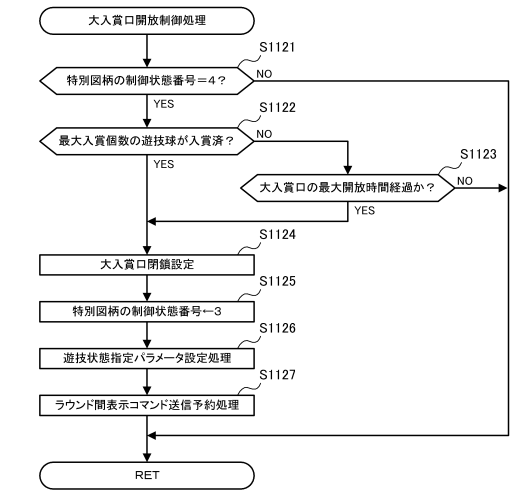 大入賞口開放制御処理
S1121
特別図柄の制御状態番号=4?
NO
YES
S1122
最大入賞個数の遊技球が入賞済?
NO
YES
S1123
大入賞口の最大開放時間経過か?
NO
YES
S1124
大入賞口閉鎖設定
S1125
特別図柄の制御状態番号←3
S1126
遊技状態指定パラメータ設定処理
S1127
ラウンド間表示コマンド送信予約処理
RET